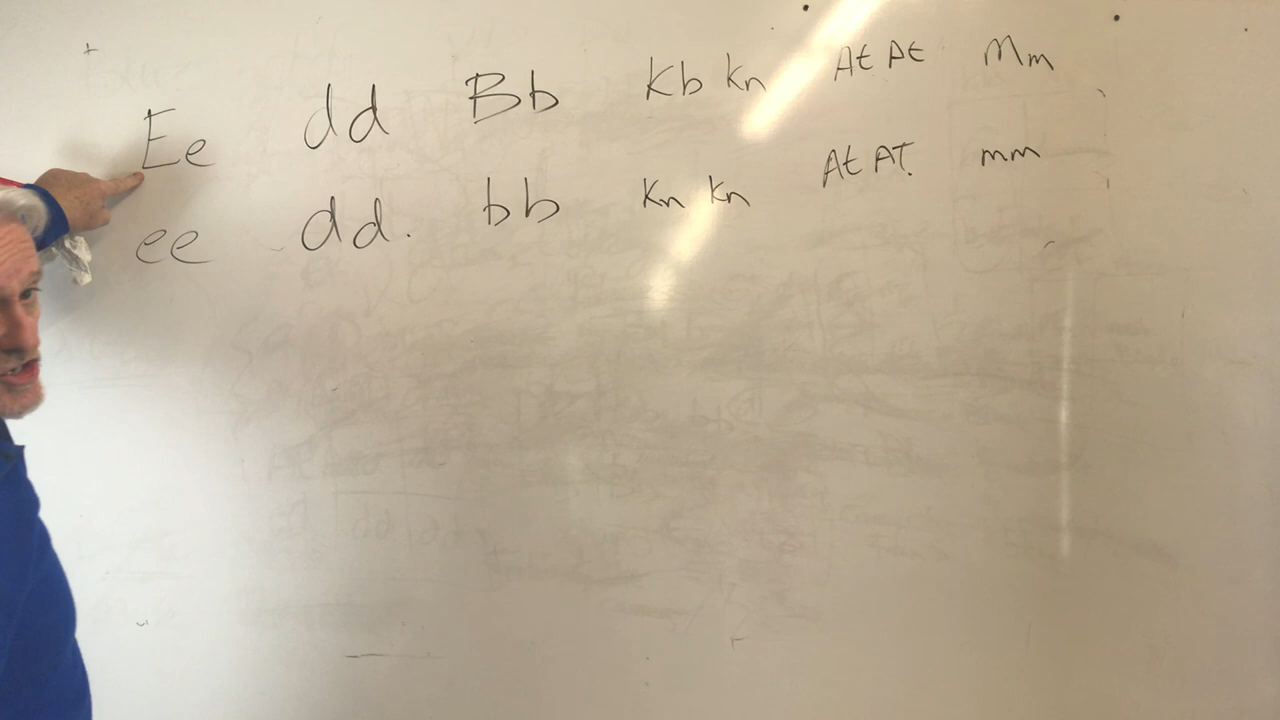 Ee dd Bb Kb kn At At Mm
ee dd. bb Kn kn At AT. mm